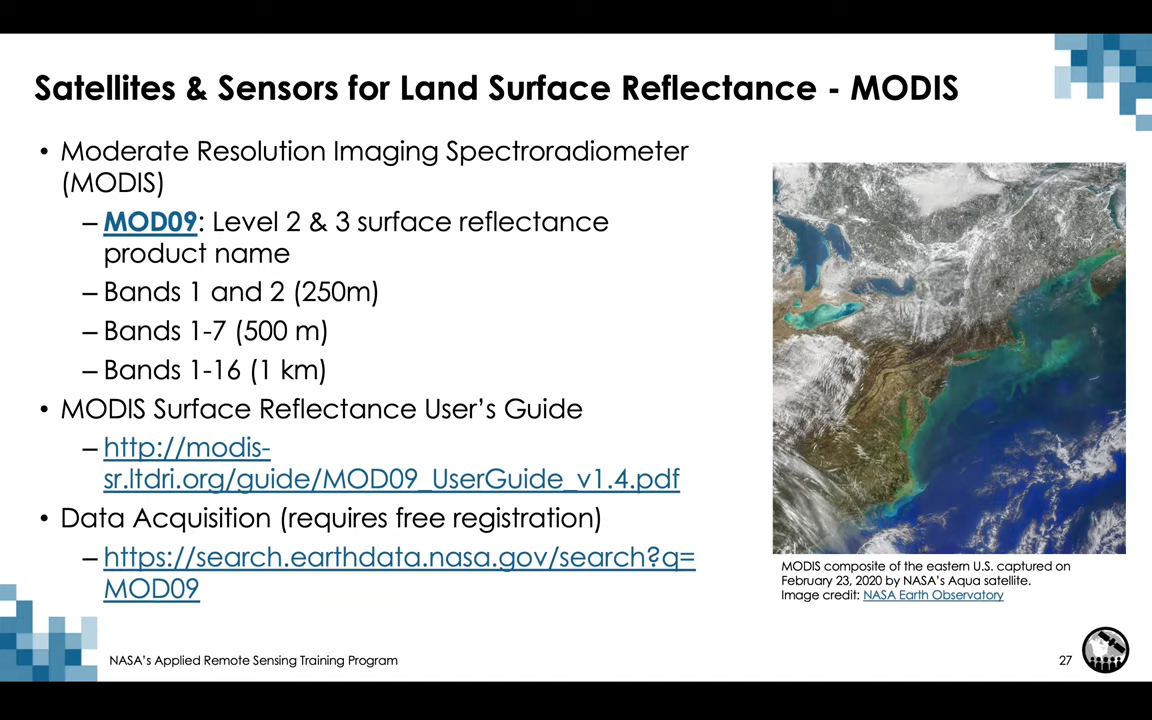 Satellites & Sensors for Land Surface Reflectance - MODIS
• Moderate Resolution Imaging Spectroradiometer
(MODIS)
– MOD09: Level 2 & 3 surface reflectance
product name
– Bands 1 and 2 (250m)
– Bands 1-7 (500 m)
– Bands 1-16 (1 km)
• MODIS Surface Reflectance User’s Guide
– http://modis-
sr.ltdri.org/guide/MOD09_UserGuide_v1.4.pdf
• Data Acquisition (requires free registration)
– https://search.earthdata.nasa.gov/search?q=
MOD09
MODIS composite of the eastern U.S. captured on
February 23, 2020 by NASA’s Aqua satellite.
Image credit: NASA Earth Observatory
NASA’s Applied Remote Sensing Training Program
27